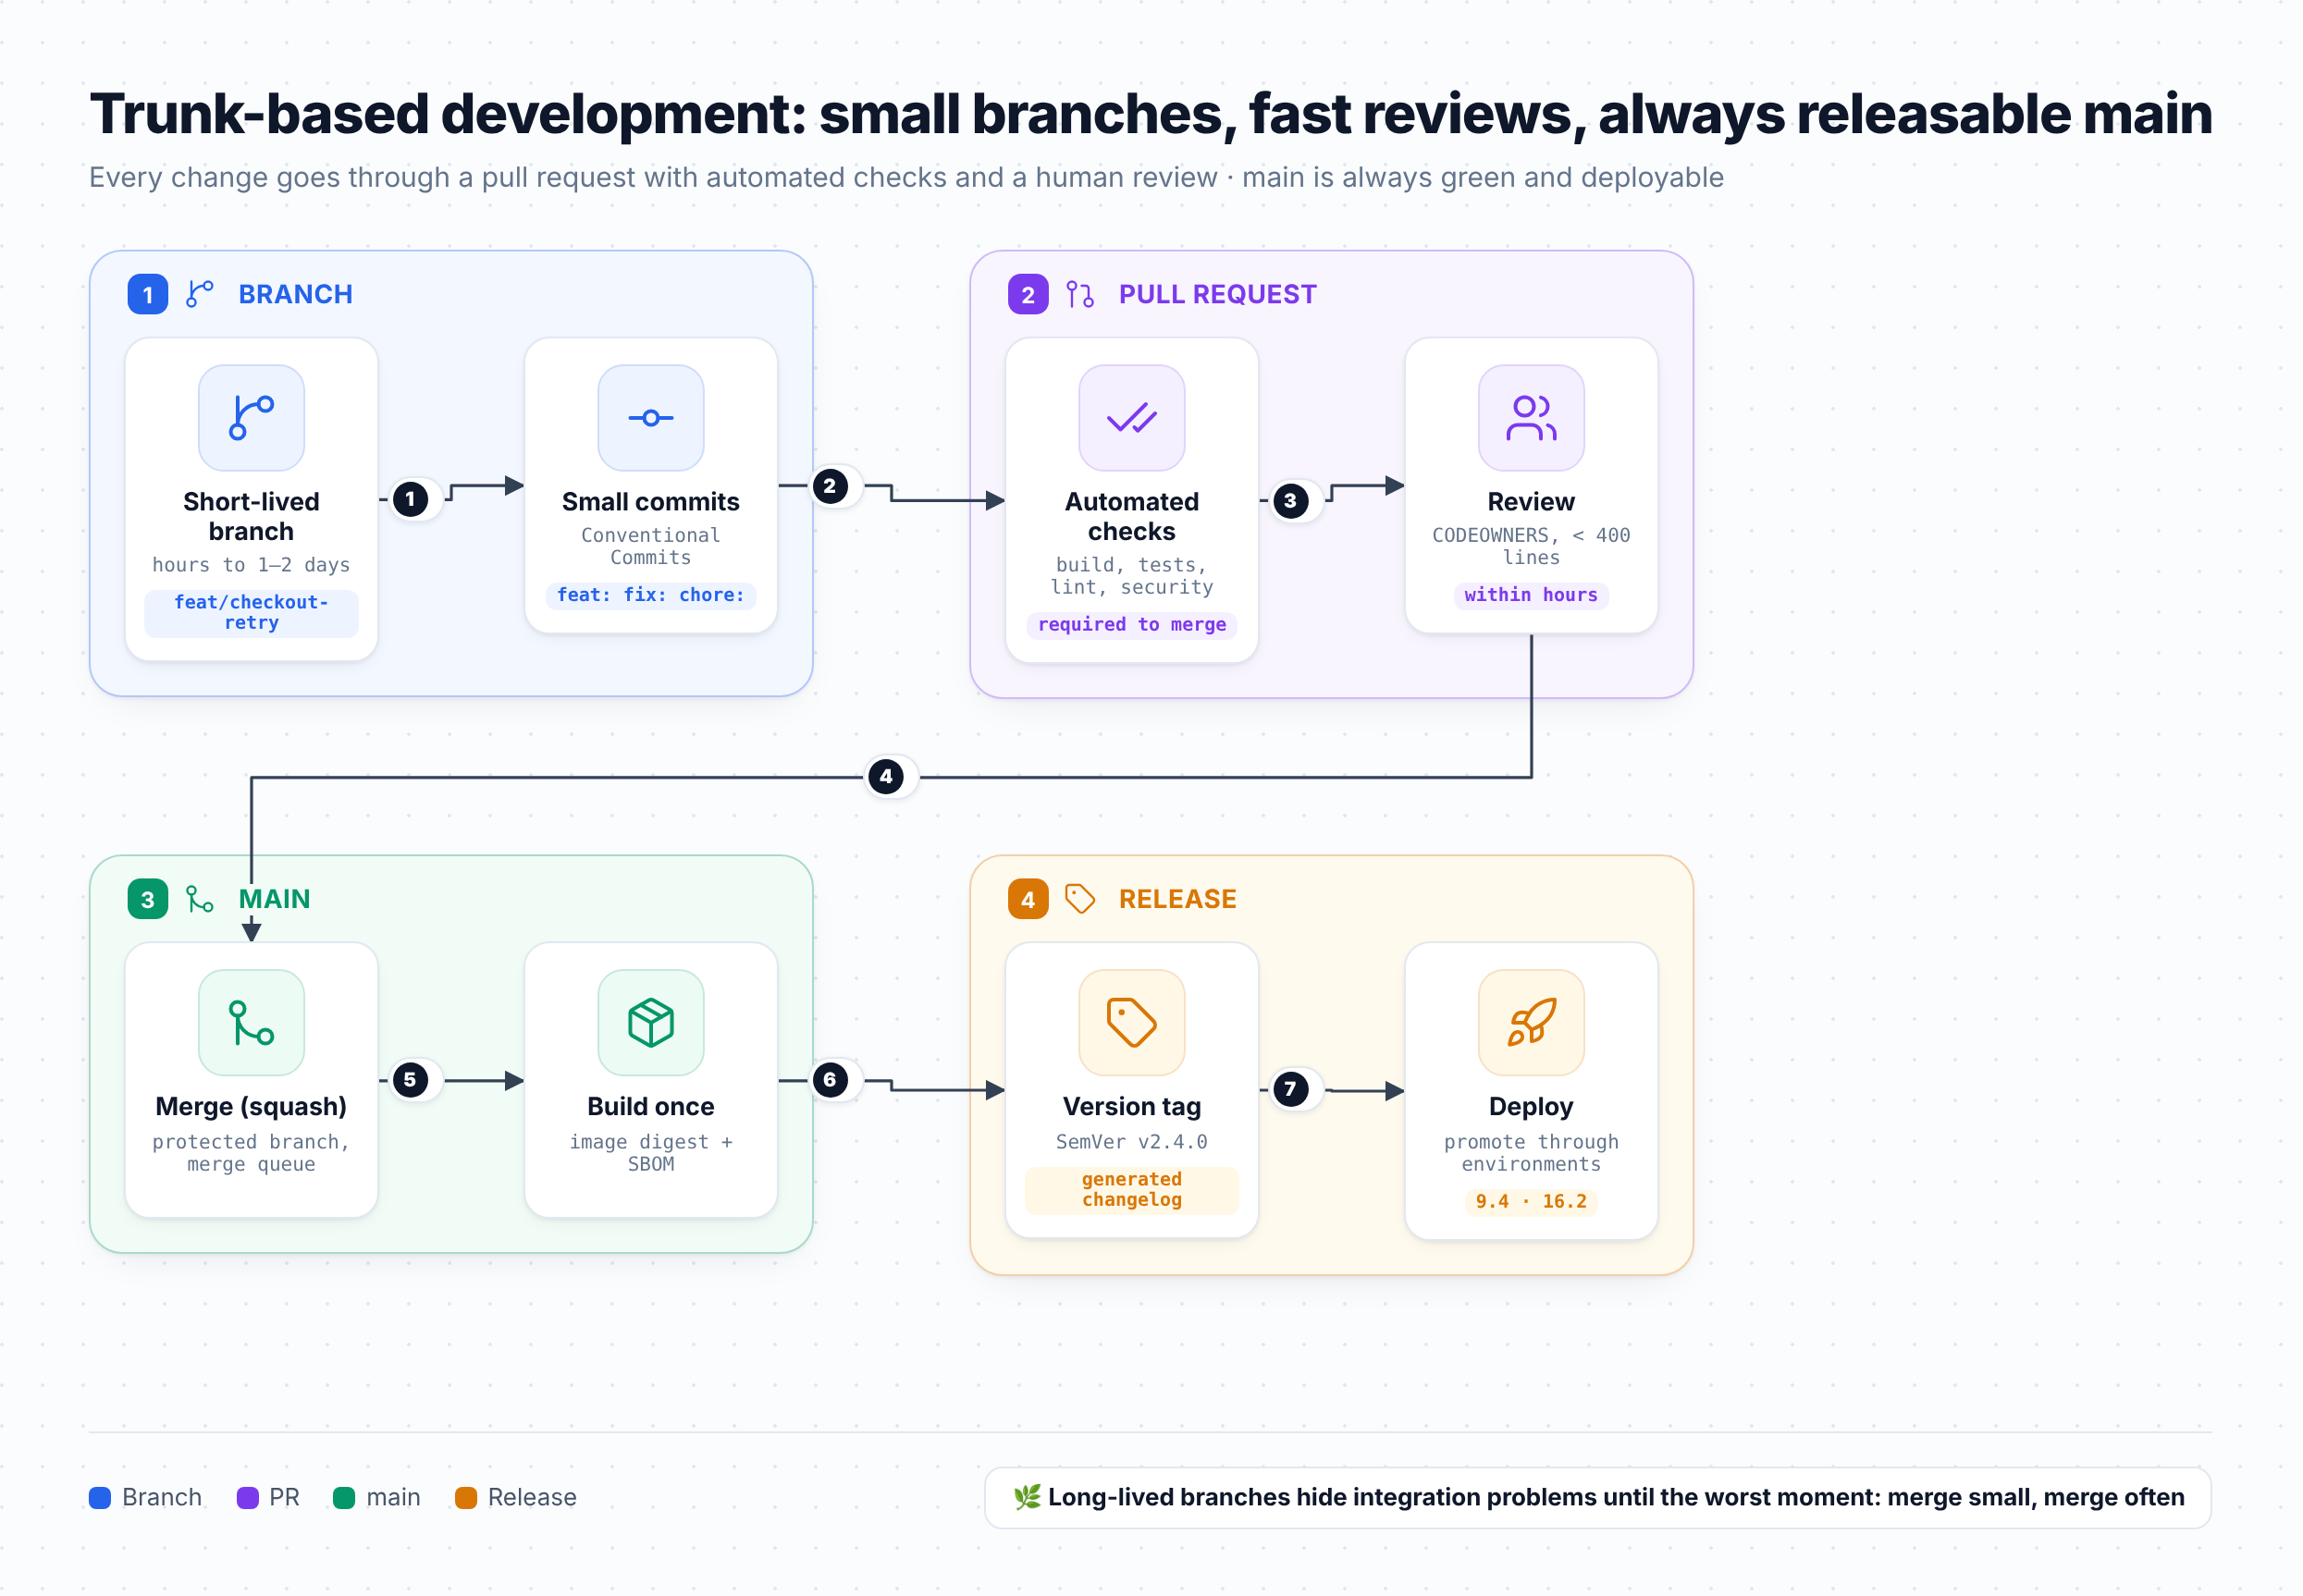 Trunk-based development: small branches, fast reviews, always releasable main
Every change goes through a pull request with automated checks and a human review · main is always green and deployable
1 BRANCH
Short-lived
branch
hours to 1–2 days
feat/checkout-
retry
1
Small commits
Conventional
Commits
feat: fix: chore:
2
2 PULL REQUEST
Automated
checks
build, tests,
lint, security
required to merge
3
Review
CODEOWNERS, < 400
lines
within hours
4
3 MAIN
Merge (squash)
protected branch,
merge queue
5
Build once
image digest +
SBOM
6
4 RELEASE
Version tag
SemVer v2.4.0
generated
changelog
7
Deploy
promote through
environments
9.4 · 16.2
Branch
PR
main
Release
🌿 Long-lived branches hide integration problems until the worst moment: merge small, merge often